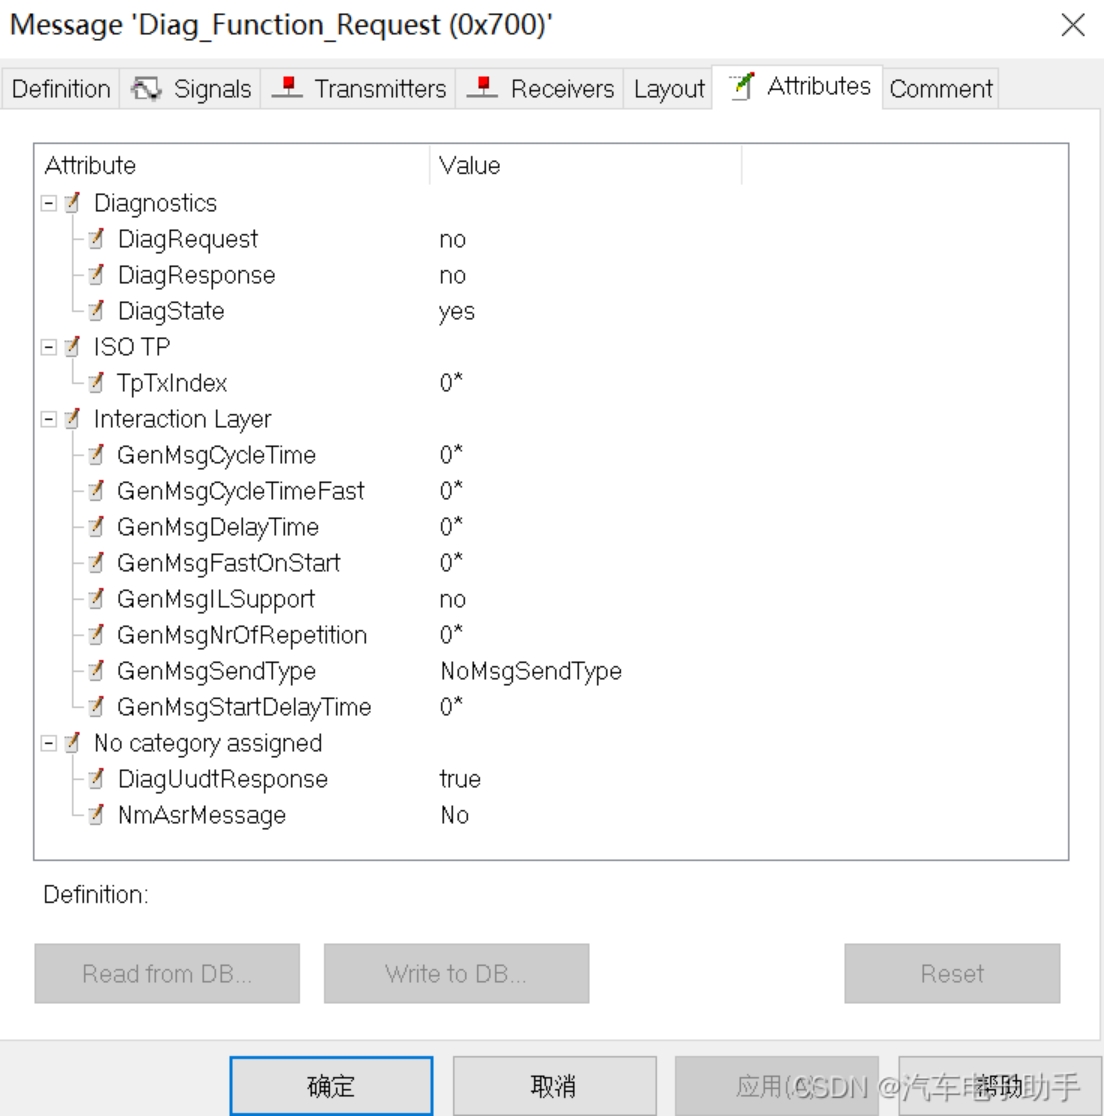 Message 'Diag_Function_Request (0x700)'
Definition Signals Transmitters Receivers Layout Attributes Comment
Attribute Value
Diagnostics
DiagRequest no
DiagResponse no
DiagState yes
ISO TP
TpTxIndex 0*
Interaction Layer
GenMsgCycleTime 0*
GenMsgCycleTimeFast 0*
GenMsgDelayTime 0*
GenMsgFastOnStart 0*
GenMsgILSupport no
GenMsgNrOfRepetition 0*
GenMsgSendType NoMsgSendType
GenMsgStartDelayTime 0*
No category assigned
DiagUudtResponse true
NmAsrMessage No
Definition:
Read from DB... Write to DB... Reset
确定 取消 应用(A) 帮助
CSDN @汽车电子助手